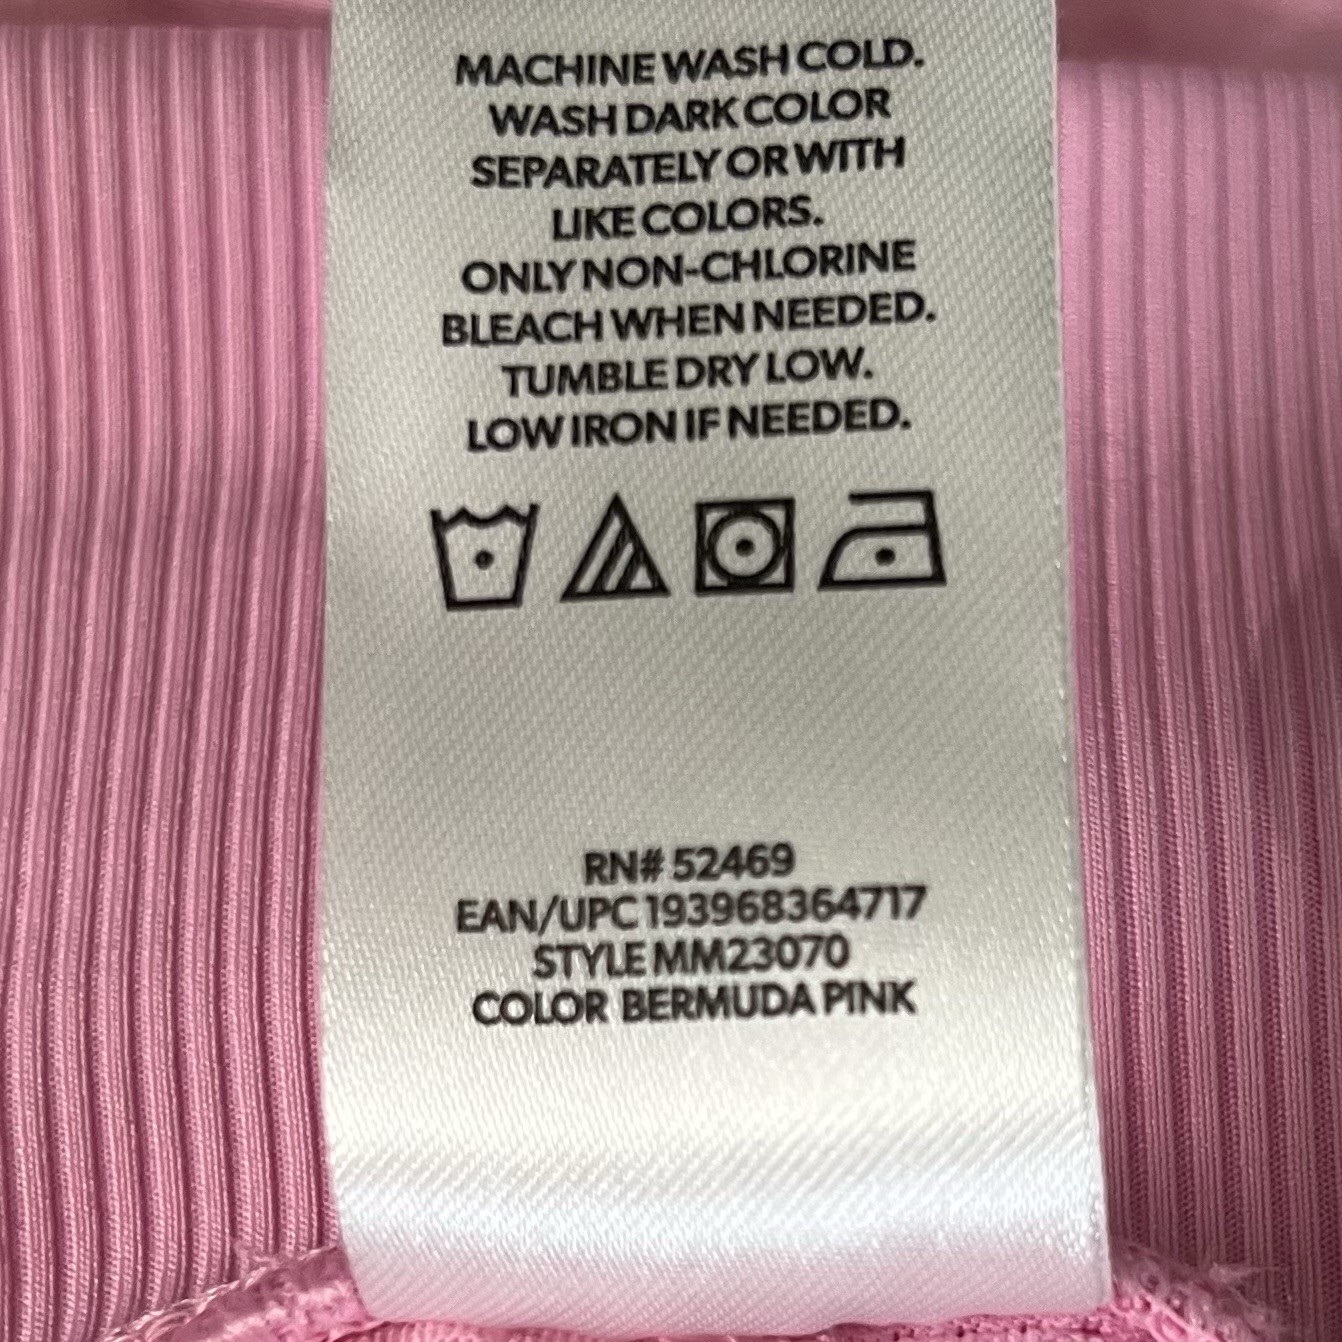 MACHINE WASH COLD.
WASH DARK COLOR
SEPARATELY OR WITH
LIKE COLORS.
ONLY NON-CHLORINE
BLEACH WHEN NEEDED.
TUMBLE DRY LOW.
LOW IRON IF NEEDED.
RN# 52469
EAN/UPC 193968364717
STYLE MM23070
COLOR BERMUDA PINK